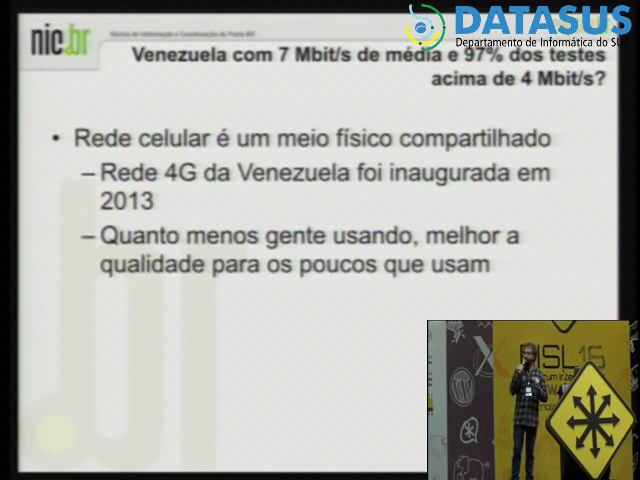 nic.br
DATASUS
Departamento de Informática do SUS
Venezuela com 7 Mbit/s de média e 97% dos testes
acima de 4 Mbit/s?
• Rede celular é um meio físico compartilhado
– Rede 4G da Venezuela foi inaugurada em
2013
– Quanto menos gente usando, melhor a
qualidade para os poucos que usam
FISL15